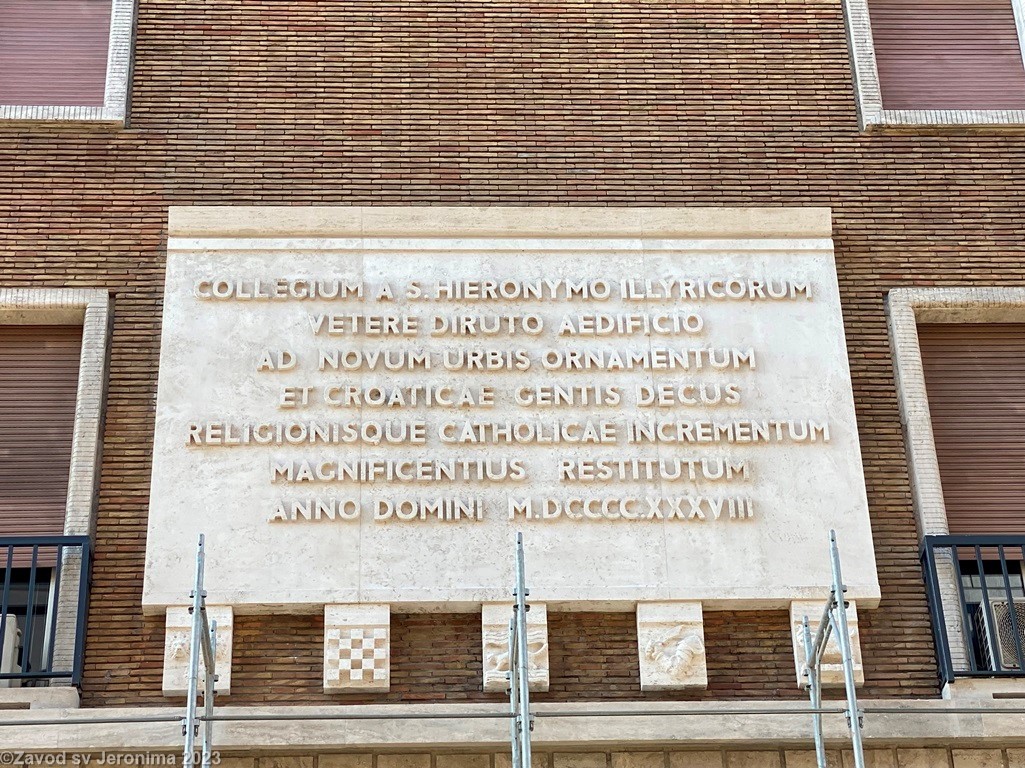 COLLEGIUM A S. HIERONYMO ILLYRICORUM
VETERE DIRUTO AEDIFICIO
AD NOVUM URBIS ORNAMENTUM
ET CROATICAE GENTIS DECUS
RELIGIONISQUE CATHOLICAE INCREMENTUM
MAGNIFICENTIUS RESTITUTUM
ANNO DOMINI M.DCCCC.XXXVIII
©Zavod sv Jeronima 2023